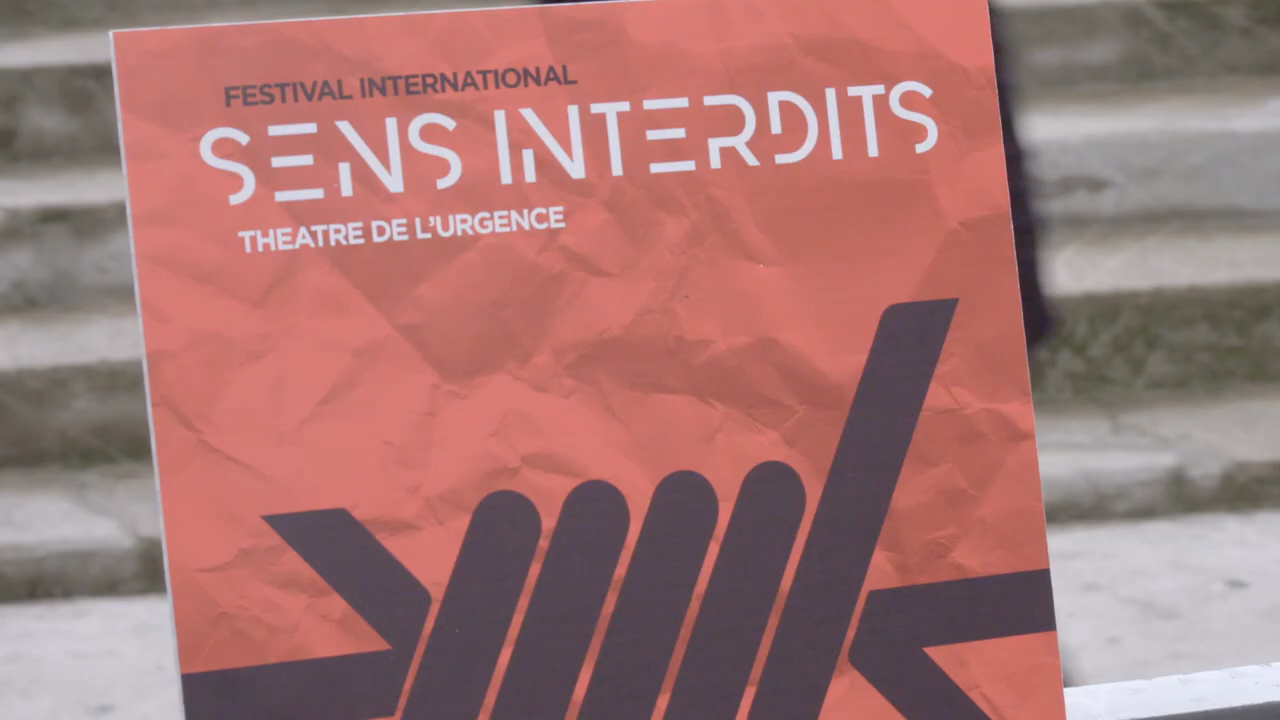 FESTIVAL INTERNATIONAL
SENS INTERDITS
THEATRE DE L'URGENCE